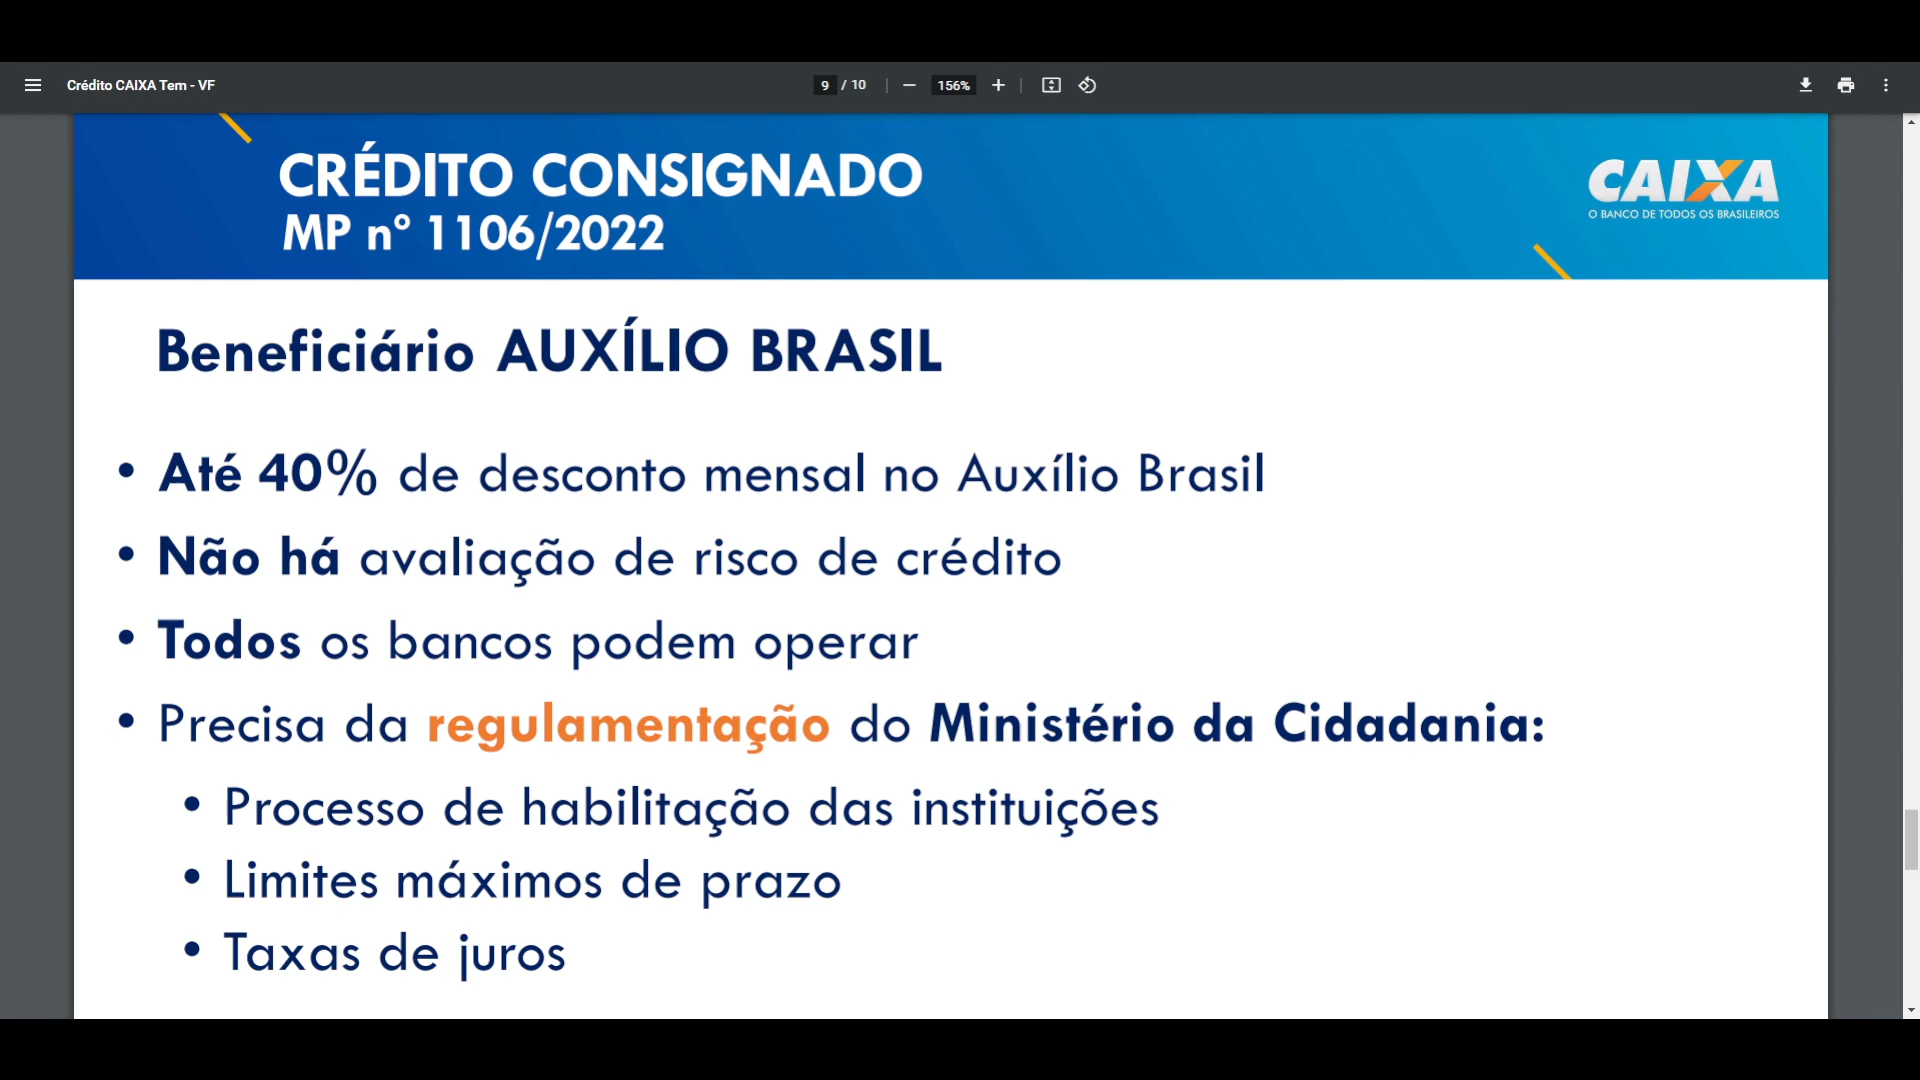 Crédito CAIXA Tem - VF
9 / 10
156%
CRÉDITO CONSIGNADO
MP nº 1106/2022
CAIXA
O BANCO DE TODOS OS BRASILEIROS
Beneficiário AUXÍLIO BRASIL
• Até 40% de desconto mensal no Auxílio Brasil
• Não há avaliação de risco de crédito
• Todos os bancos podem operar
• Precisa da regulamentação do Ministério da Cidadania:
• Processo de habilitação das instituições
• Limites máximos de prazo
• Taxas de juros